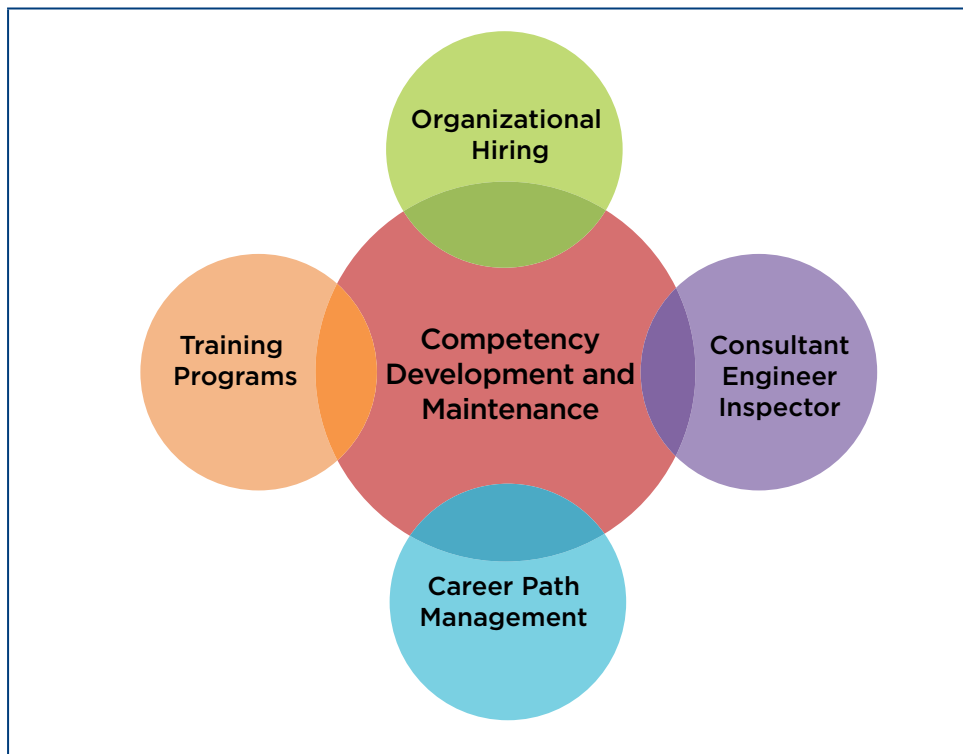 Organizational
Hiring
Training
Programs
Competency
Development and
Maintenance
Consultant
Engineer
Inspector
Career Path
Management